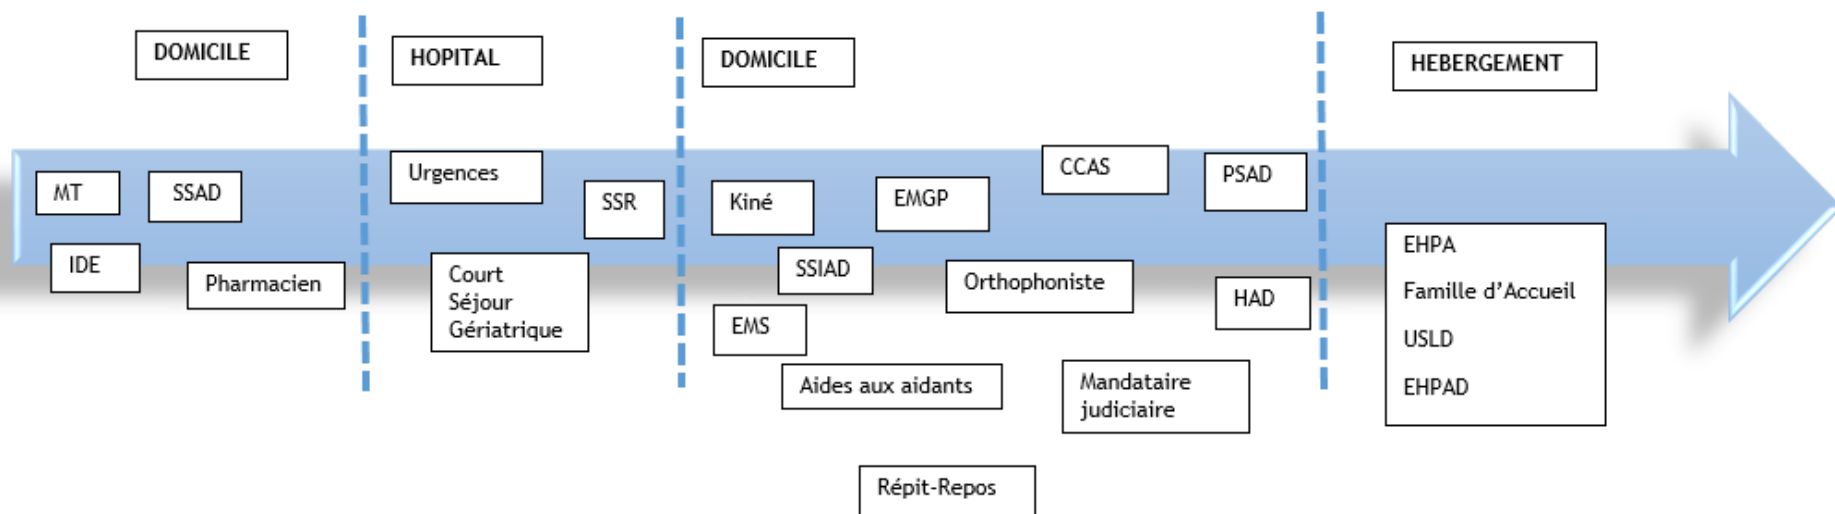 DOMICILE
MT
SSAD
IDE
Pharmacien
HOPITAL
Urgences
SSR
Court
Séjour
Gériatrique
DOMICILE
Kiné
EMGP
CCAS
PSAD
SSIAD
Orthophoniste
HAD
EMS
Aides aux aidants
Mandataire
judiciaire
Répit-Repos
HEBERGEMENT
EHPA
Famille d’Accueil
USLD
EHPAD